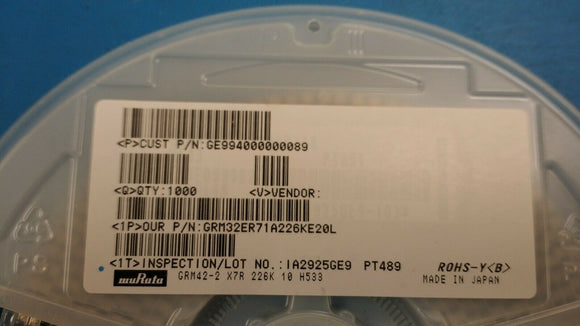 <P>CUST P/N:GE994000000089
<Q>QTY:1000 <V>VENDOR:
<1P>OUR P/N:GRM32ER71A226KE20L
<1T>INSPECTION/LOT NO.:IA2925GE9 PT489 ROHS-Y<B>
muRata GRM42-2 X7R 226K 10 H533 MADE IN JAPAN